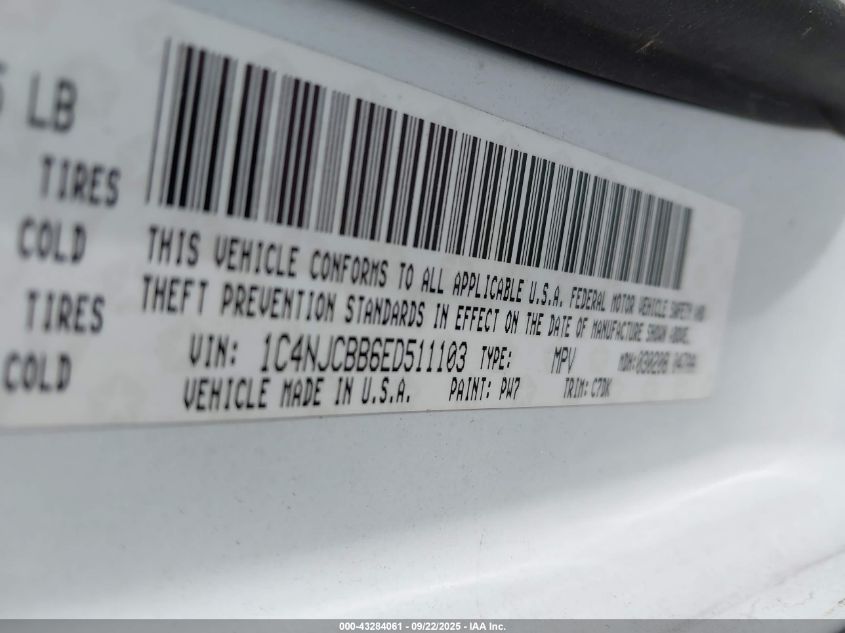 LB
TIRES
COLD
TIRES
COLD
THIS VEHICLE CONFORMS TO ALL APPLICABLE U.S.A. FEDERAL MOTOR VEHICLE SAFETY AND
THEFT PREVENTION STANDARDS IN EFFECT ON THE DATE OF MANUFACTURE SHOWN ABOVE.
VIN: 1C4NJCBB6ED511103 TYPE: MPV MDH:
VEHICLE MADE IN U.S.A. PAINT: PW7 TRIM: C7DK
000-43284061 - 09/22/2025 - IAA Inc.